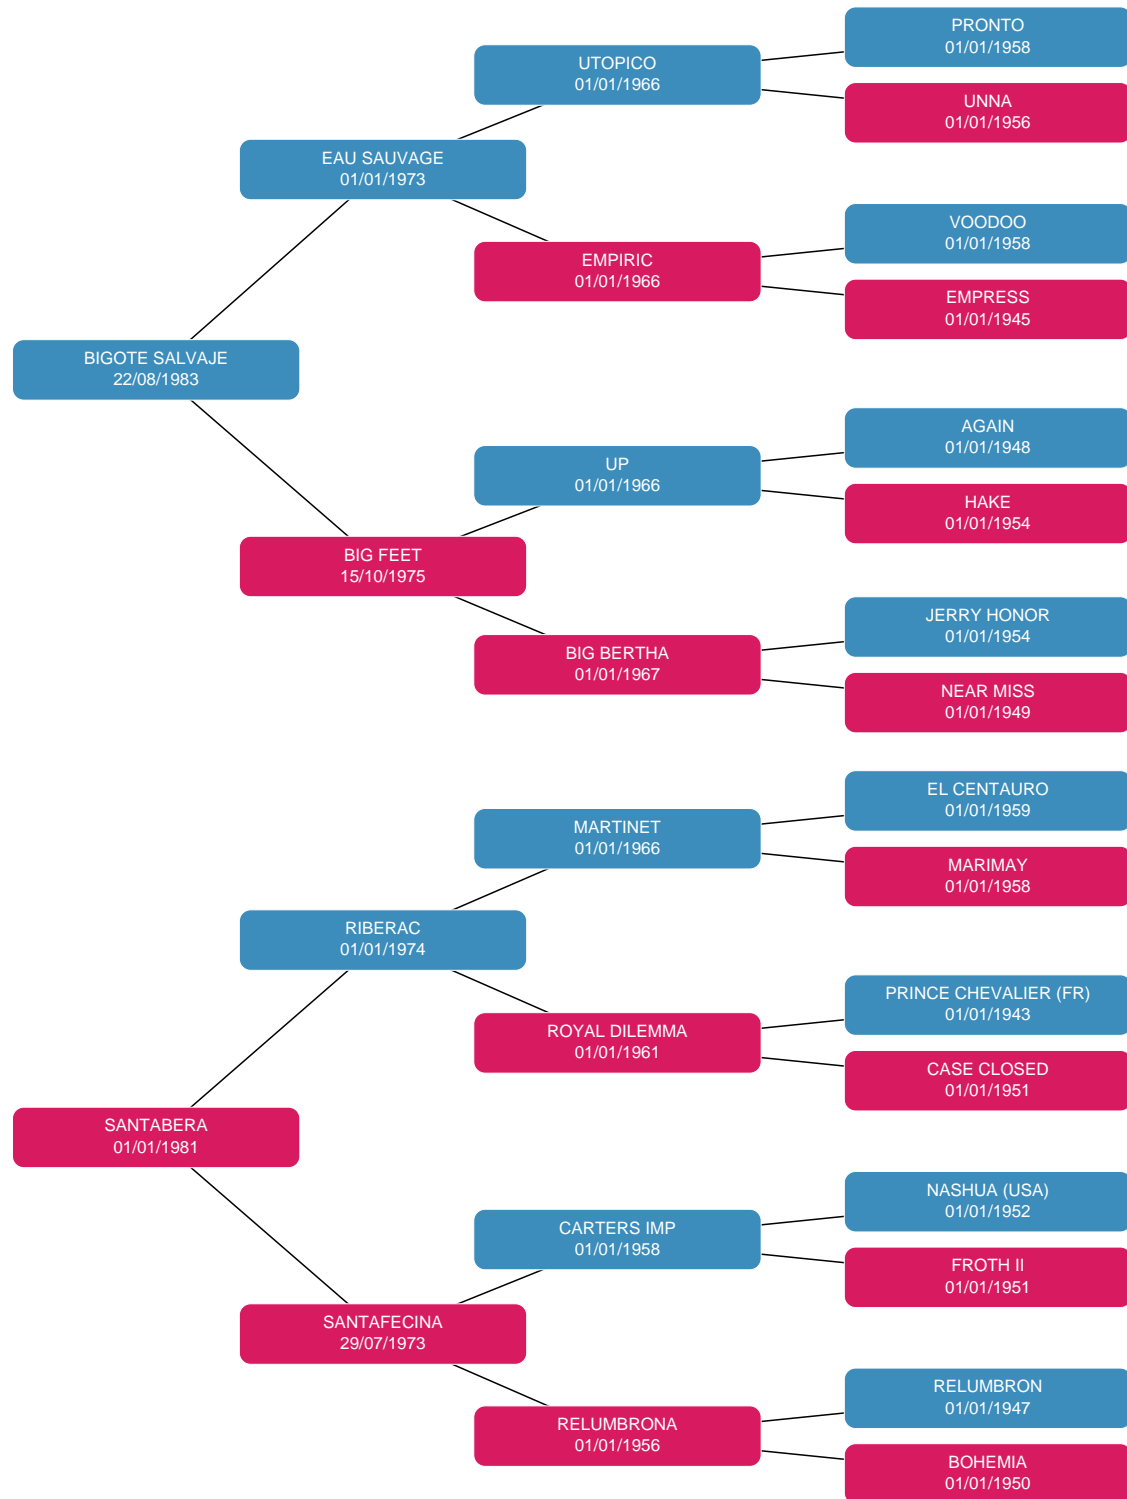 PRONTO
01/01/1958
UTOPICO
01/01/1966
UNNA
01/01/1956
EAU SAUVAGE
01/01/1973
VOODOO
01/01/1958
EMPIRIC
01/01/1966
EMPRESS
01/01/1945
BIGOTE SALVAJE
22/08/1983
AGAIN
01/01/1948
UP
01/01/1966
HAKE
01/01/1954
BIG FEET
15/10/1975
JERRY HONOR
01/01/1954
BIG BERTHA
01/01/1967
NEAR MISS
01/01/1949
EL CENTAURO
01/01/1959
MARTINET
01/01/1966
MARIMAY
01/01/1958
RIBERAC
01/01/1974
PRINCE CHEVALIER (FR)
01/01/1943
ROYAL DILEMMA
01/01/1961
CASE CLOSED
01/01/1951
SANTABERA
01/01/1981
NASHUA (USA)
01/01/1952
CARTERS IMP
01/01/1958
FROTH II
01/01/1951
SANTAFECINA
29/07/1973
RELUMBRON
01/01/1947
RELUMBRONA
01/01/1956
BOHEMIA
01/01/1950